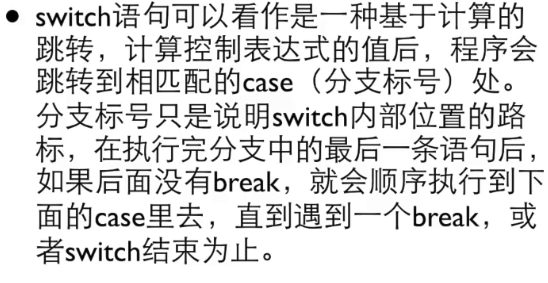 • switch语句可以看作是一种基于计算的
跳转，计算控制表达式的值后，程序会
跳转到相匹配的case（分支标号）处。
分支标号只是说明switch内部位置的路
标，在执行完分支中的最后一条语句后，
如果后面没有break，就会顺序执行到下
面的case里去，直到遇到一个break，或
者switch结束为止。